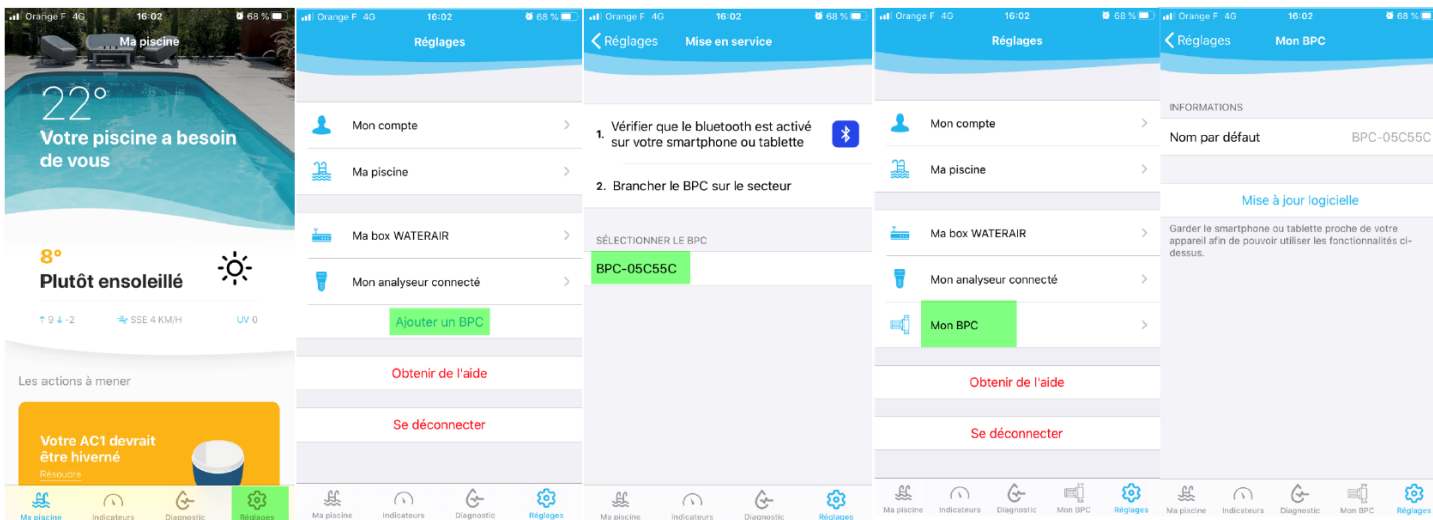 Orange F 4G 16:02 68 %
Ma piscine
22°
Votre piscine a besoin
de vous
8°
Plutôt ensoleillé
↑ 9 ↓ -2 SSE 4 KM/H UV 0
Les actions à mener
Votre AC1 devrait
être hiverné
Résoudre
Ma piscine Indicateurs Diagnostic Réglages
Orange F 4G 16:02 68 %
Réglages
Mon compte
Ma piscine
Ma box WATERAIR
Mon analyseur connecté
Ajouter un BPC
Obtenir de l'aide
Se déconnecter
Ma piscine Indicateurs Diagnostic Réglages
Orange F 4G 16:02 68 %
Réglages Mise en service
1. Vérifier que le bluetooth est activé
sur votre smartphone ou tablette
2. Brancher le BPC sur le secteur
SÉLECTIONNER LE BPC
BPC-05C55C
Ma piscine Indicateurs Diagnostic Réglages
Orange F 4G 16:02 68 %
Réglages
Mon compte
Ma piscine
Ma box WATERAIR
Mon analyseur connecté
Mon BPC
Obtenir de l'aide
Se déconnecter
Ma piscine Indicateurs Diagnostic Mon BPC Réglages
Orange F 4G 16:02 68 %
Réglages Mon BPC
INFORMATIONS
Nom par défaut BPC-05C55C
Mise à jour logicielle
Garder le smartphone ou tablette proche de votre
appareil afin de pouvoir utiliser les fonctionnalités ci-
dessus.
Ma piscine Indicateurs Diagnostic Mon BPC Réglages